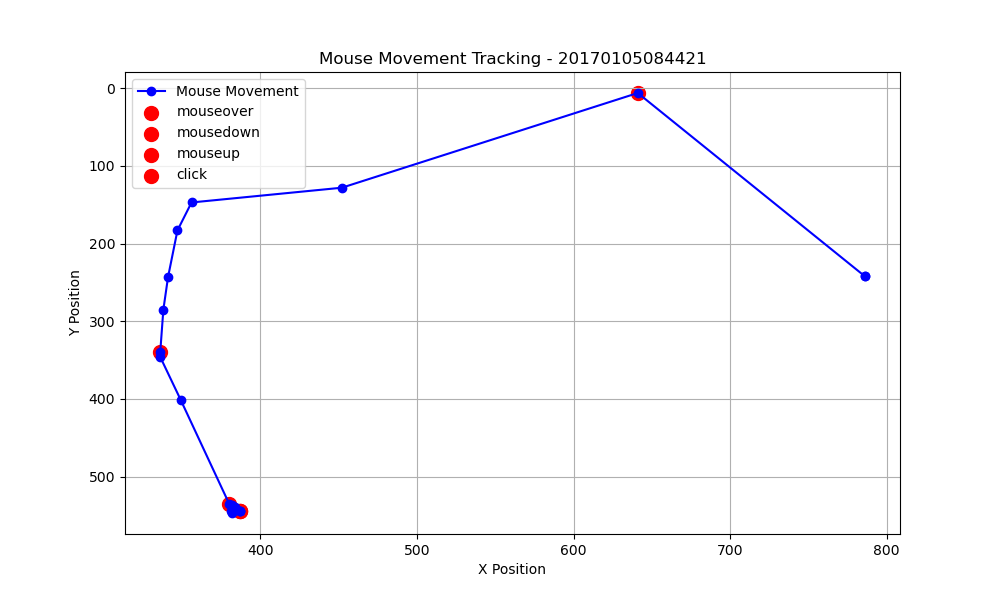 Mouse Movement Tracking - 20170105084421
Mouse Movement
mouseover
mousedown
mouseup
click
0
100
200
300
400
500
Y Position
400
500
600
700
800
X Position